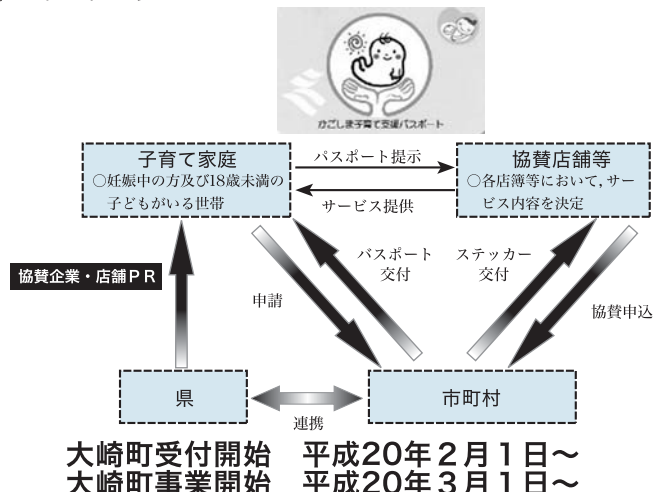 かごしま子育て支援パスポート
子育て家庭
○妊娠中の方及び18歳未満の
子どもがいる世帯
パスポート提示
サービス提供
協賛店舗等
○各店簿等において，サー
ビス内容を決定
協賛企業・店舗ＰＲ
パスポート
交付
ステッカー
交付
申請
協賛申込
県
市町村
連携
大崎町受付開始　平成20年２月１日～
大崎町事業開始　平成20年３月１日～